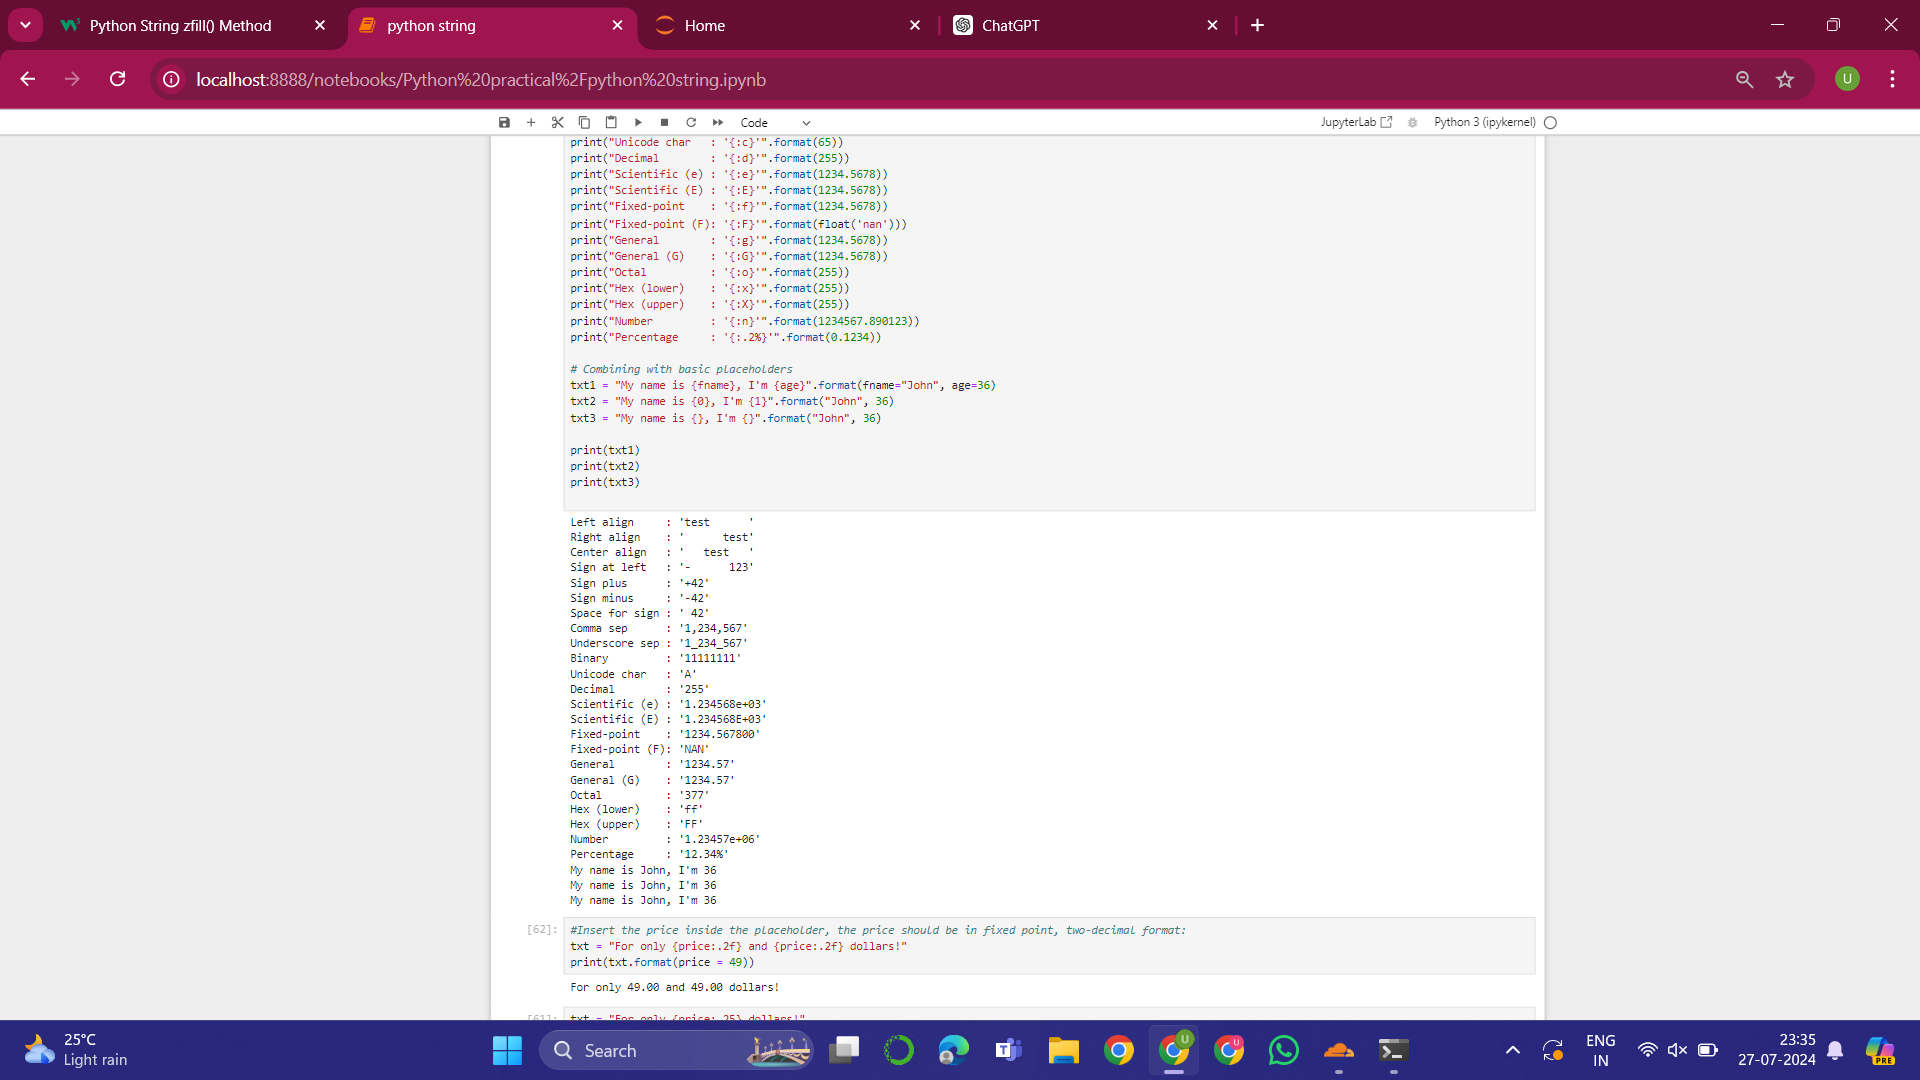 Python String zfill() Method
python string
Home
ChatGPT
localhost:8888/notebooks/Python%20practical%2Fpython%20string.ipynb
U
Code
JupyterLab
Python 3 (ipykernel)
print("Unicode char   : '{:c}'".format(65))
print("Decimal        : '{:d}'".format(255))
print("Scientific (e) : '{:e}'".format(1234.5678))
print("Scientific (E) : '{:E}'".format(1234.5678))
print("Fixed-point    : '{:f}'".format(1234.5678))
print("Fixed-point (F): '{:F}'".format(float('nan')))
print("General        : '{:g}'".format(1234.5678))
print("General (G)    : '{:G}'".format(1234.5678))
print("Octal          : '{:o}'".format(255))
print("Hex (lower)    : '{:x}'".format(255))
print("Hex (upper)    : '{:X}'".format(255))
print("Number         : '{:n}'".format(1234567.890123))
print("Percentage     : '{:.2%}'".format(0.1234))
# Combining with basic placeholders
txt1 = "My name is {fname}, I'm {age}".format(fname="John", age=36)
txt2 = "My name is {0}, I'm {1}".format("John", 36)
txt3 = "My name is {}, I'm {}".format("John", 36)
print(txt1)
print(txt2)
print(txt3)
Left align     : 'test      '
Right align    : '      test'
Center align   : '   test   '
Sign at left   : '-      123'
Sign plus      : '+42'
Sign minus     : '-42'
Space for sign : ' 42'
Comma sep      : '1,234,567'
Underscore sep : '1_234_567'
Binary         : '11111111'
Unicode char   : 'A'
Decimal        : '255'
Scientific (e) : '1.234568e+03'
Scientific (E) : '1.234568E+03'
Fixed-point    : '1234.567800'
Fixed-point (F): 'NAN'
General        : '1234.57'
General (G)    : '1234.57'
Octal          : '377'
Hex (lower)    : 'ff'
Hex (upper)    : 'FF'
Number         : '1.23457e+06'
Percentage     : '12.34%'
My name is John, I'm 36
My name is John, I'm 36
My name is John, I'm 36
[62]: #Insert the price inside the placeholder, the price should be in fixed point, two-decimal format:
txt = "For only {price:.2f} and {price:.2f} dollars!"
print(txt.format(price = 49))
For only 49.00 and 49.00 dollars!
[61]: txt = "For only {price:.25} dollars!"
25°C
Light rain
Search
ENG
IN
23:35
27-07-2024
PRE